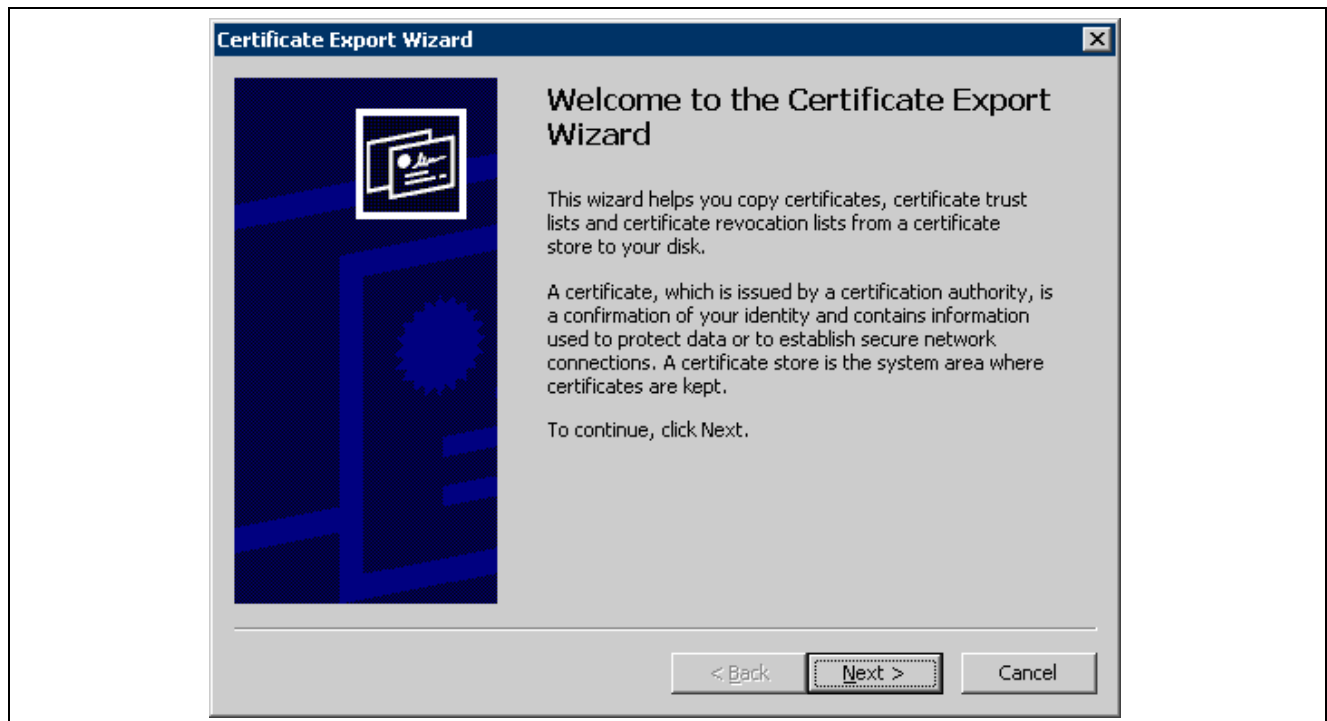 Certificate Export Wizard
Welcome to the Certificate Export
Wizard
This wizard helps you copy certificates, certificate trust
lists and certificate revocation lists from a certificate
store to your disk.
A certificate, which is issued by a certification authority, is
a confirmation of your identity and contains information
used to protect data or to establish secure network
connections. A certificate store is the system area where
certificates are kept.
To continue, click Next.
< Back
Next >
Cancel